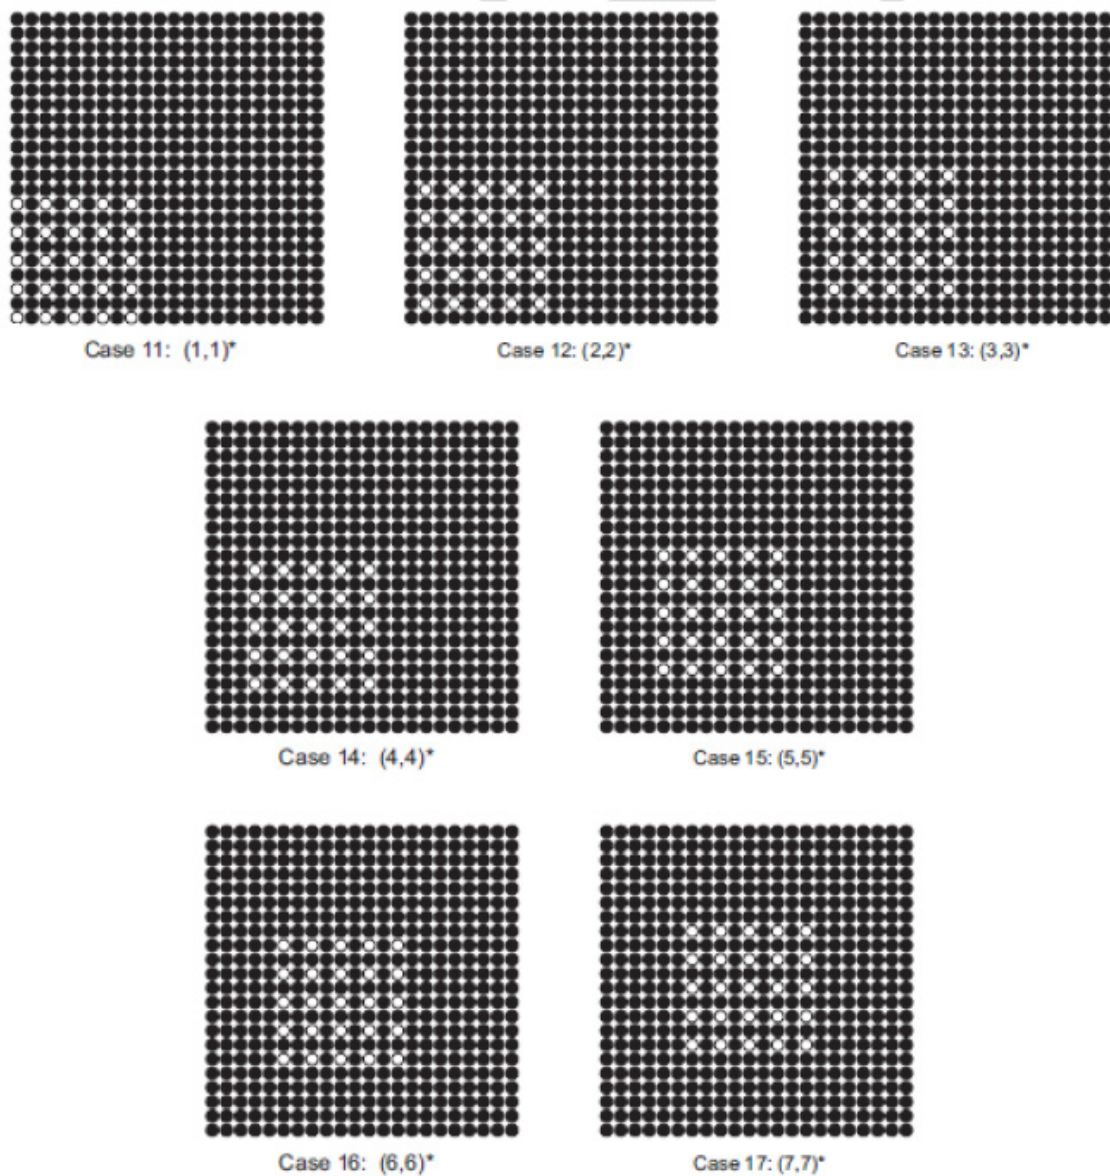 Case 11: (1,1)*
Case 12: (2,2)*
Case 13: (3,3)*
Case 14: (4,4)*
Case 15: (5,5)*
Case 16: (6,6)*
Case 17: (7,7)*